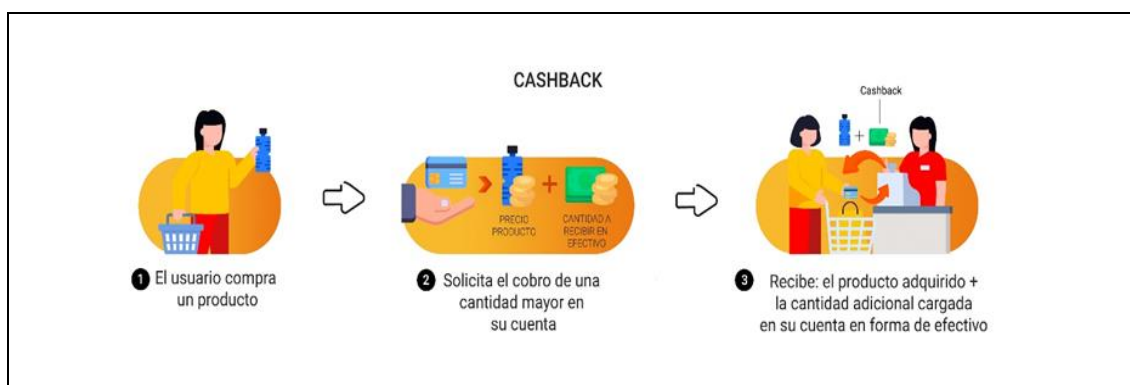 CASHBACK
PRECIO
PRODUCTO
CANTIDAD A
RECIBIR EN
EFECTIVO
Cashback
1 El usuario compra
un producto
2 Solicita el cobro de una
cantidad mayor en
su cuenta
3 Recibe: el producto adquirido +
la cantidad adicional cargada
en su cuenta en forma de efectivo